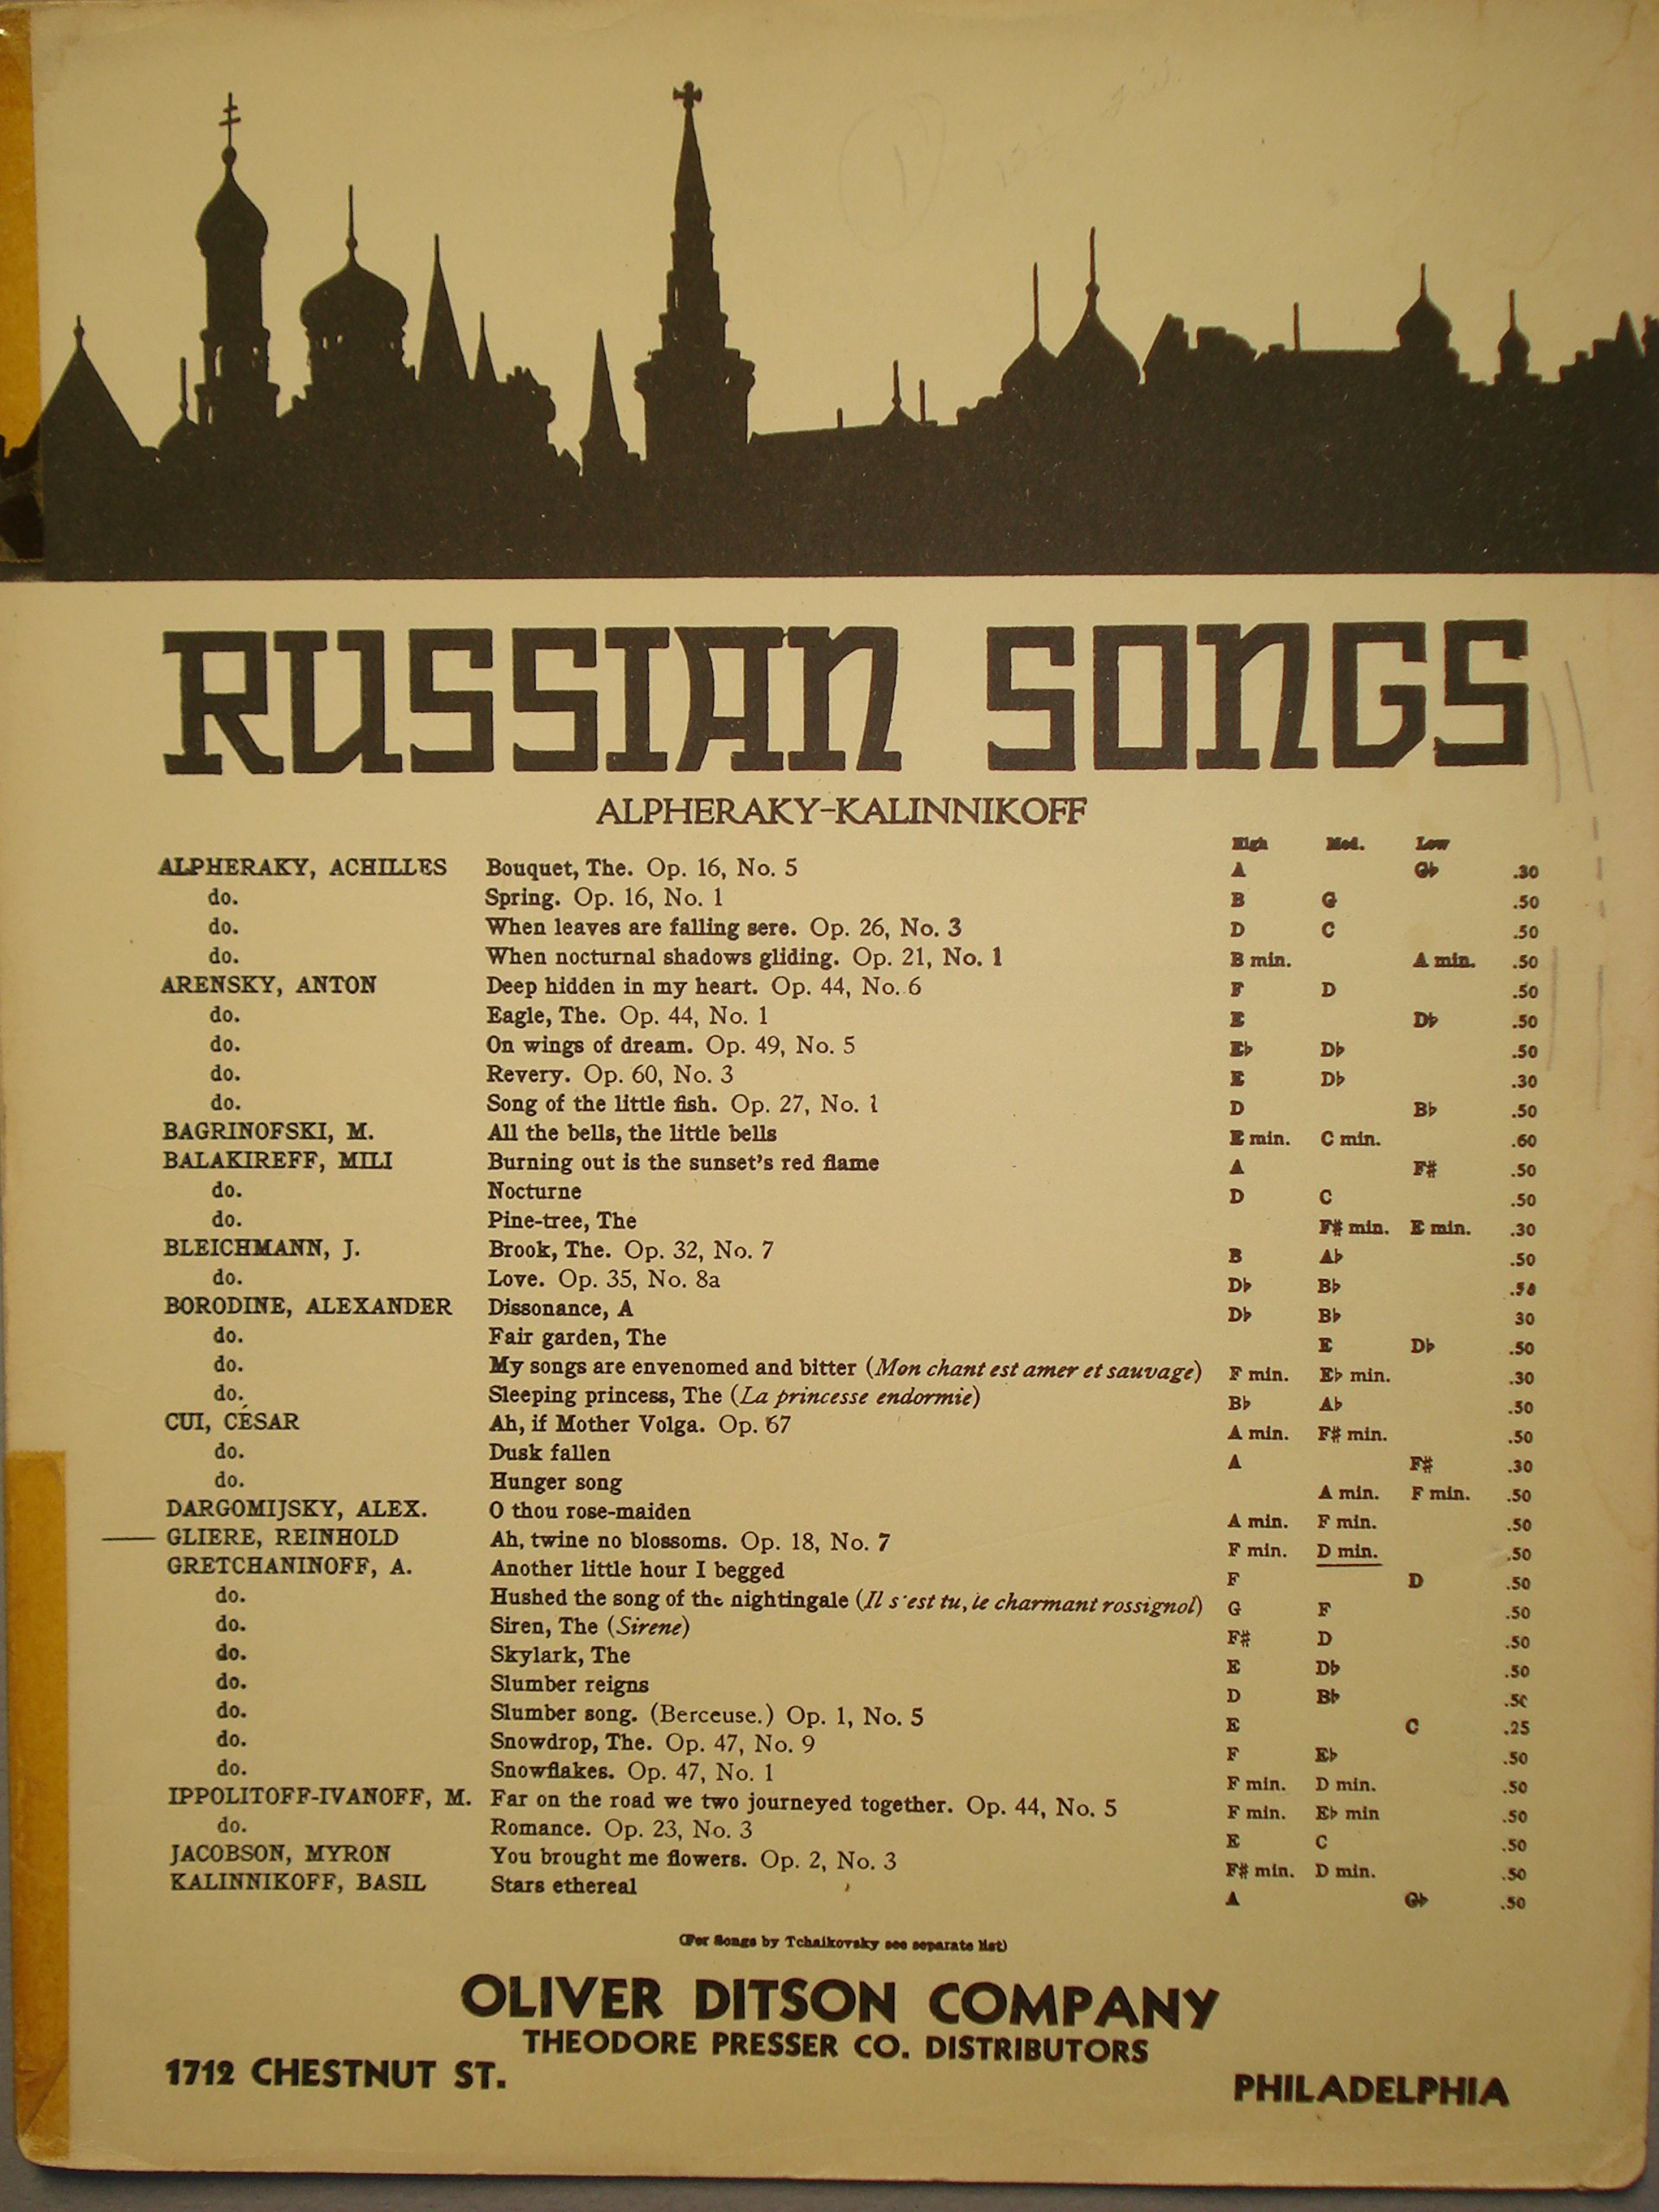 RUSSIAN SONGS
ALPHERAKY-KALINNIKOFF
High Med. Low
ALPHERAKY, ACHILLES Bouquet, The. Op. 16, No. 5 A G♭ .30
do. Spring. Op. 16, No. 1 B G .50
do. When leaves are falling sere. Op. 26, No. 3 D C .50
do. When nocturnal shadows gliding. Op. 21, No. 1 B min. A min. .50
ARENSKY, ANTON Deep hidden in my heart. Op. 44, No. 6 F D .50
do. Eagle, The. Op. 44, No. 1 E D♭ .50
do. On wings of dream. Op. 49, No. 5 E♭ D♭ .50
do. Revery. Op. 60, No. 3 E D♭ .30
do. Song of the little fish. Op. 27, No. 1 D B♭ .50
BAGRINOFSKI, M. All the bells, the little bells E min. C min. .60
BALAKIREFF, MILI Burning out is the sunset's red flame A F# .50
do. Nocturne D C .50
do. Pine-tree, The F# min. E min. .30
BLEICHMANN, J. Brook, The. Op. 32, No. 7 B A♭ .50
do. Love. Op. 35, No. 8a D♭ B♭ .50
BORODINE, ALEXANDER Dissonance, A D♭ B♭ 30
do. Fair garden, The E D♭ .50
do. My songs are envenomed and bitter (Mon chant est amer et sauvage) F min. E♭ min. .30
do. Sleeping princess, The (La princesse endormie) B♭ A♭ .50
CUI, CÉSAR Ah, if Mother Volga. Op. 67 A min. F# min. .50
do. Dusk fallen A F# .30
do. Hunger song A min. F min. .50
DARGOMIJSKY, ALEX. O thou rose-maiden A min. F min. .50
GLIERE, REINHOLD Ah, twine no blossoms. Op. 18, No. 7 F min. D min. .50
GRETCHANINOFF, A. Another little hour I begged F D .50
do. Hushed the song of the nightingale (Il s'est tu, le charmant rossignol) G F .50
do. Siren, The (Sirene) F# D .50
do. Skylark, The E D♭ .50
do. Slumber reigns D B♭ .50
do. Slumber song. (Berceuse.) Op. 1, No. 5 E C .25
do. Snowdrop, The. Op. 47, No. 9 F E♭ .50
do. Snowflakes. Op. 47, No. 1 F min. D min. .50
IPPOLITOFF-IVANOFF, M. Far on the road we two journeyed together. Op. 44, No. 5 F min. E♭ min .50
do. Romance. Op. 23, No. 3 E C .50
JACOBSON, MYRON You brought me flowers. Op. 2, No. 3 F# min. D min. .50
KALINNIKOFF, BASIL Stars ethereal A G♭ .50
(For Songs by Tchaikovsky see separate list)
OLIVER DITSON COMPANY
THEODORE PRESSER CO. DISTRIBUTORS
1712 CHESTNUT ST. PHILADELPHIA